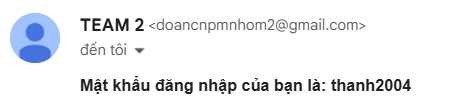 TEAM 2 <doancnpmnhom2@gmail.com>
đến tôi
Mật khẩu đăng nhập của bạn là: thanh2004